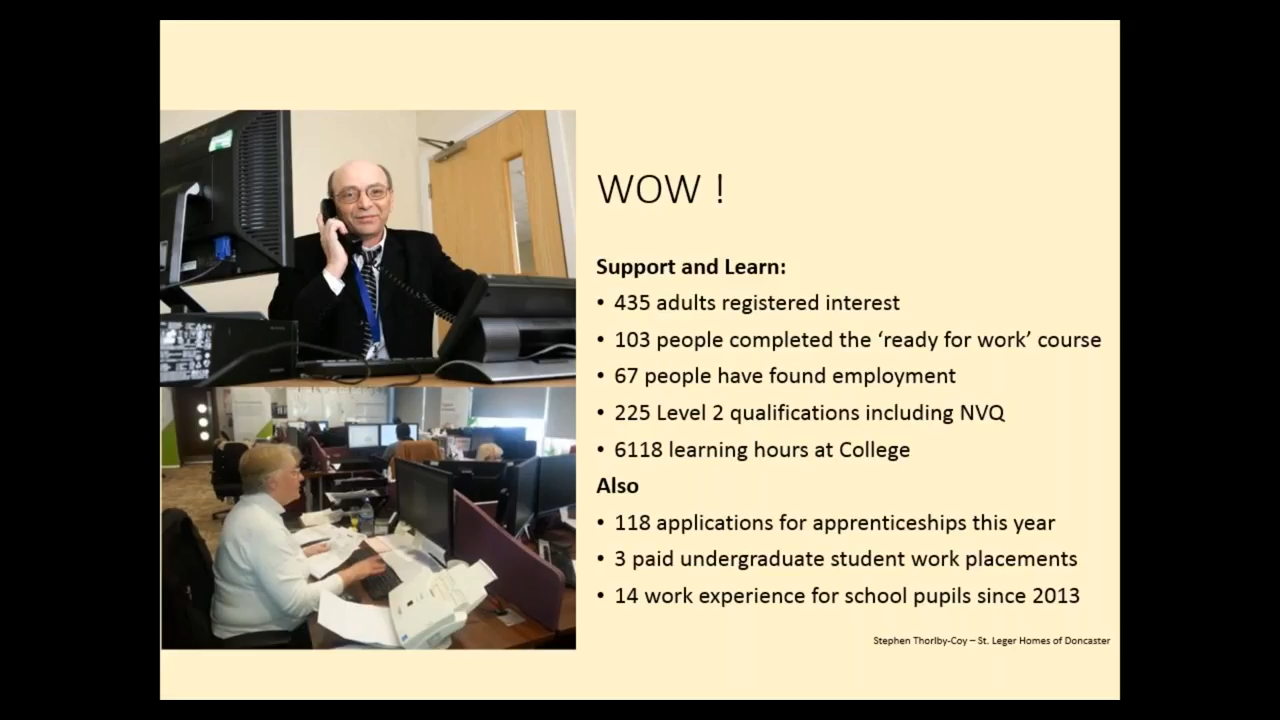 WOW !
Support and Learn:
• 435 adults registered interest
• 103 people completed the ‘ready for work’ course
• 67 people have found employment
• 225 Level 2 qualifications including NVQ
• 6118 learning hours at College
Also
• 118 applications for apprenticeships this year
• 3 paid undergraduate student work placements
• 14 work experience for school pupils since 2013
Stephen Thorlby-Coy – St. Leger Homes of Doncaster